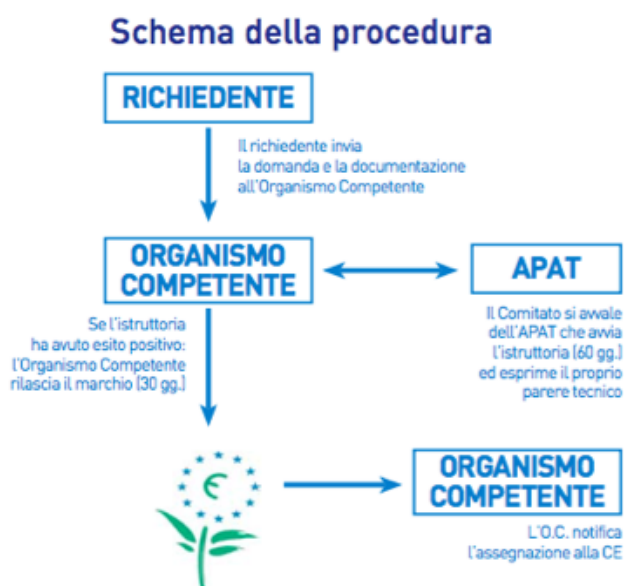 Schema della procedura
RICHIEDENTE
Il richiedente invia
la domanda e la documentazione
all'Organismo Competente
ORGANISMO
COMPETENTE
APAT
Se l'istruttoria
ha avuto esito positivo:
l'Organismo Competente
rilascia il marchio (30 gg.)
Il Comitato si avvale
dell'APAT che avvia
l'istruttoria (60 gg.)
ed esprime il proprio
parere tecnico
ORGANISMO
COMPETENTE
L'O.C. notifica
l'assegnazione alla CE